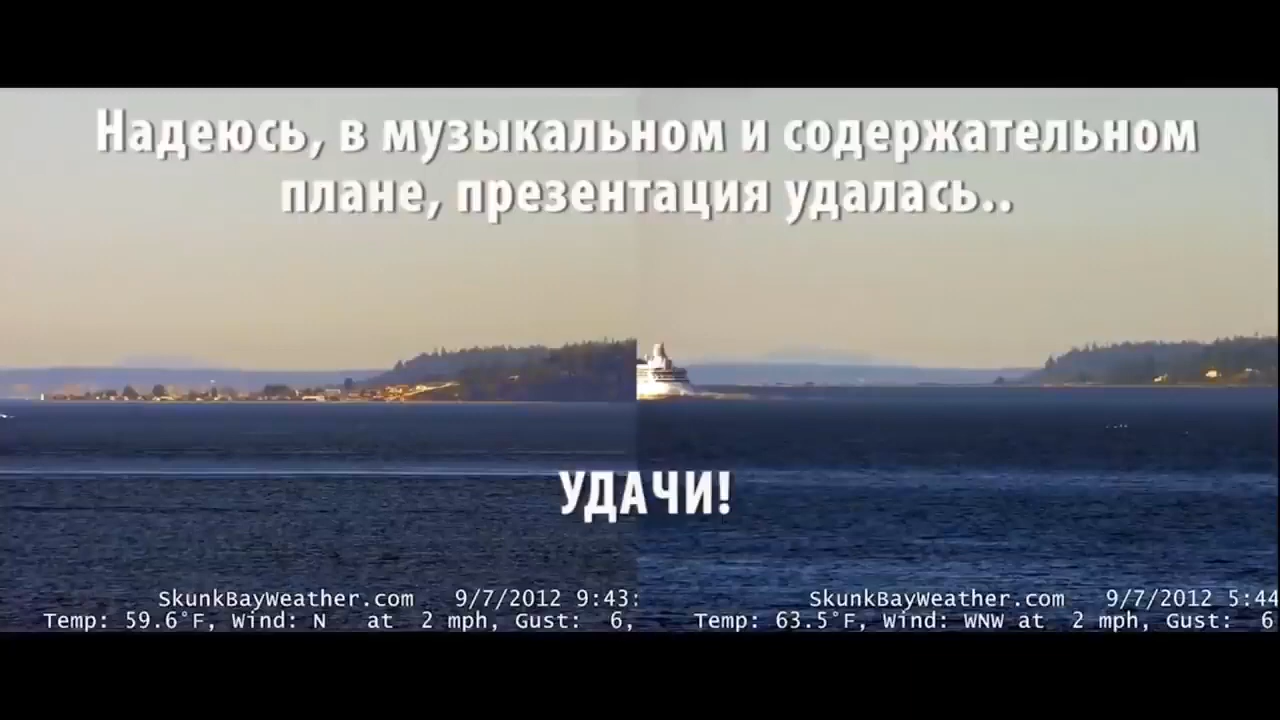 Надеюсь, в музыкальном и содержательном
плане, презентация удалась..
УДАЧИ!
SkunkBayWeather.com 9/7/2012 9:43:
Temp: 59.6°F, Wind: N at 2 mph, Gust: 6,
SkunkBayWeather.com 9/7/2012 5:44
Temp: 63.5°F, Wind: WNW at 2 mph, Gust: 6